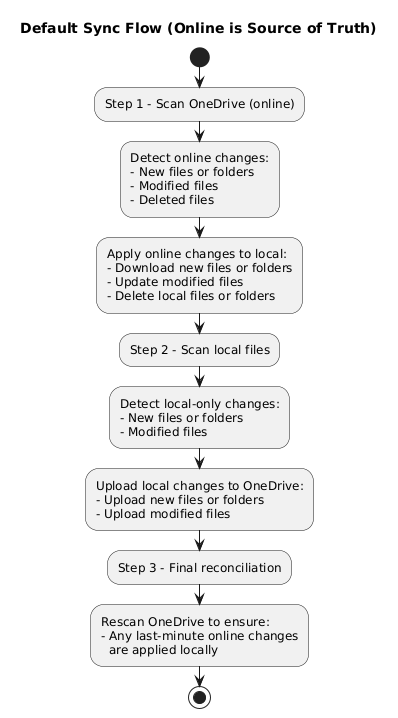 Default Sync Flow (Online is Source of Truth)
Step 1 - Scan OneDrive (online)
Detect online changes:
- New files or folders
- Modified files
- Deleted files
Apply online changes to local:
- Download new files or folders
- Update modified files
- Delete local files or folders
Step 2 - Scan local files
Detect local-only changes:
- New files or folders
- Modified files
Upload local changes to OneDrive:
- Upload new files or folders
- Upload modified files
Step 3 - Final reconciliation
Rescan OneDrive to ensure:
- Any last-minute online changes
are applied locally